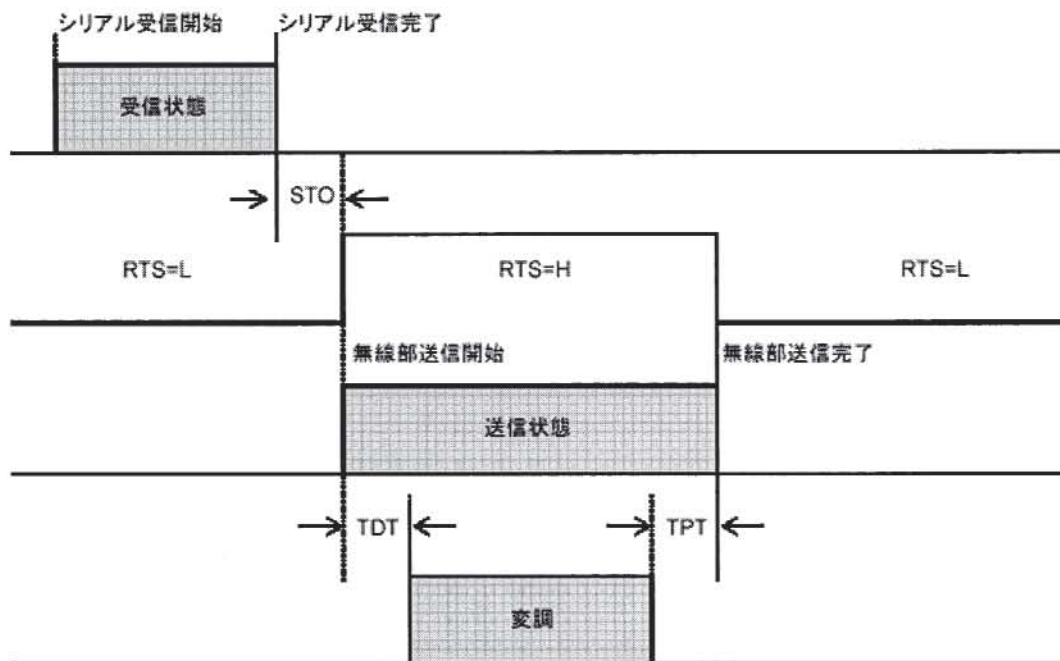 シリアル受信開始
シリアル受信完了
受信状態
STO
RTS=L
RTS=H
RTS=L
無線部送信開始
無線部送信完了
送信状態
TDT
TPT
変調